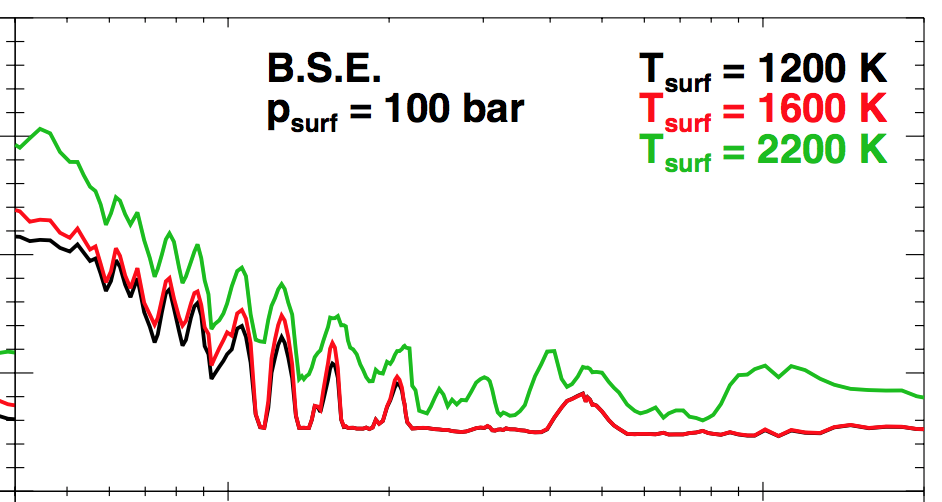 B.S.E.
p_surf = 100 bar
T_surf = 1200 K
T_surf = 1600 K
T_surf = 2200 K